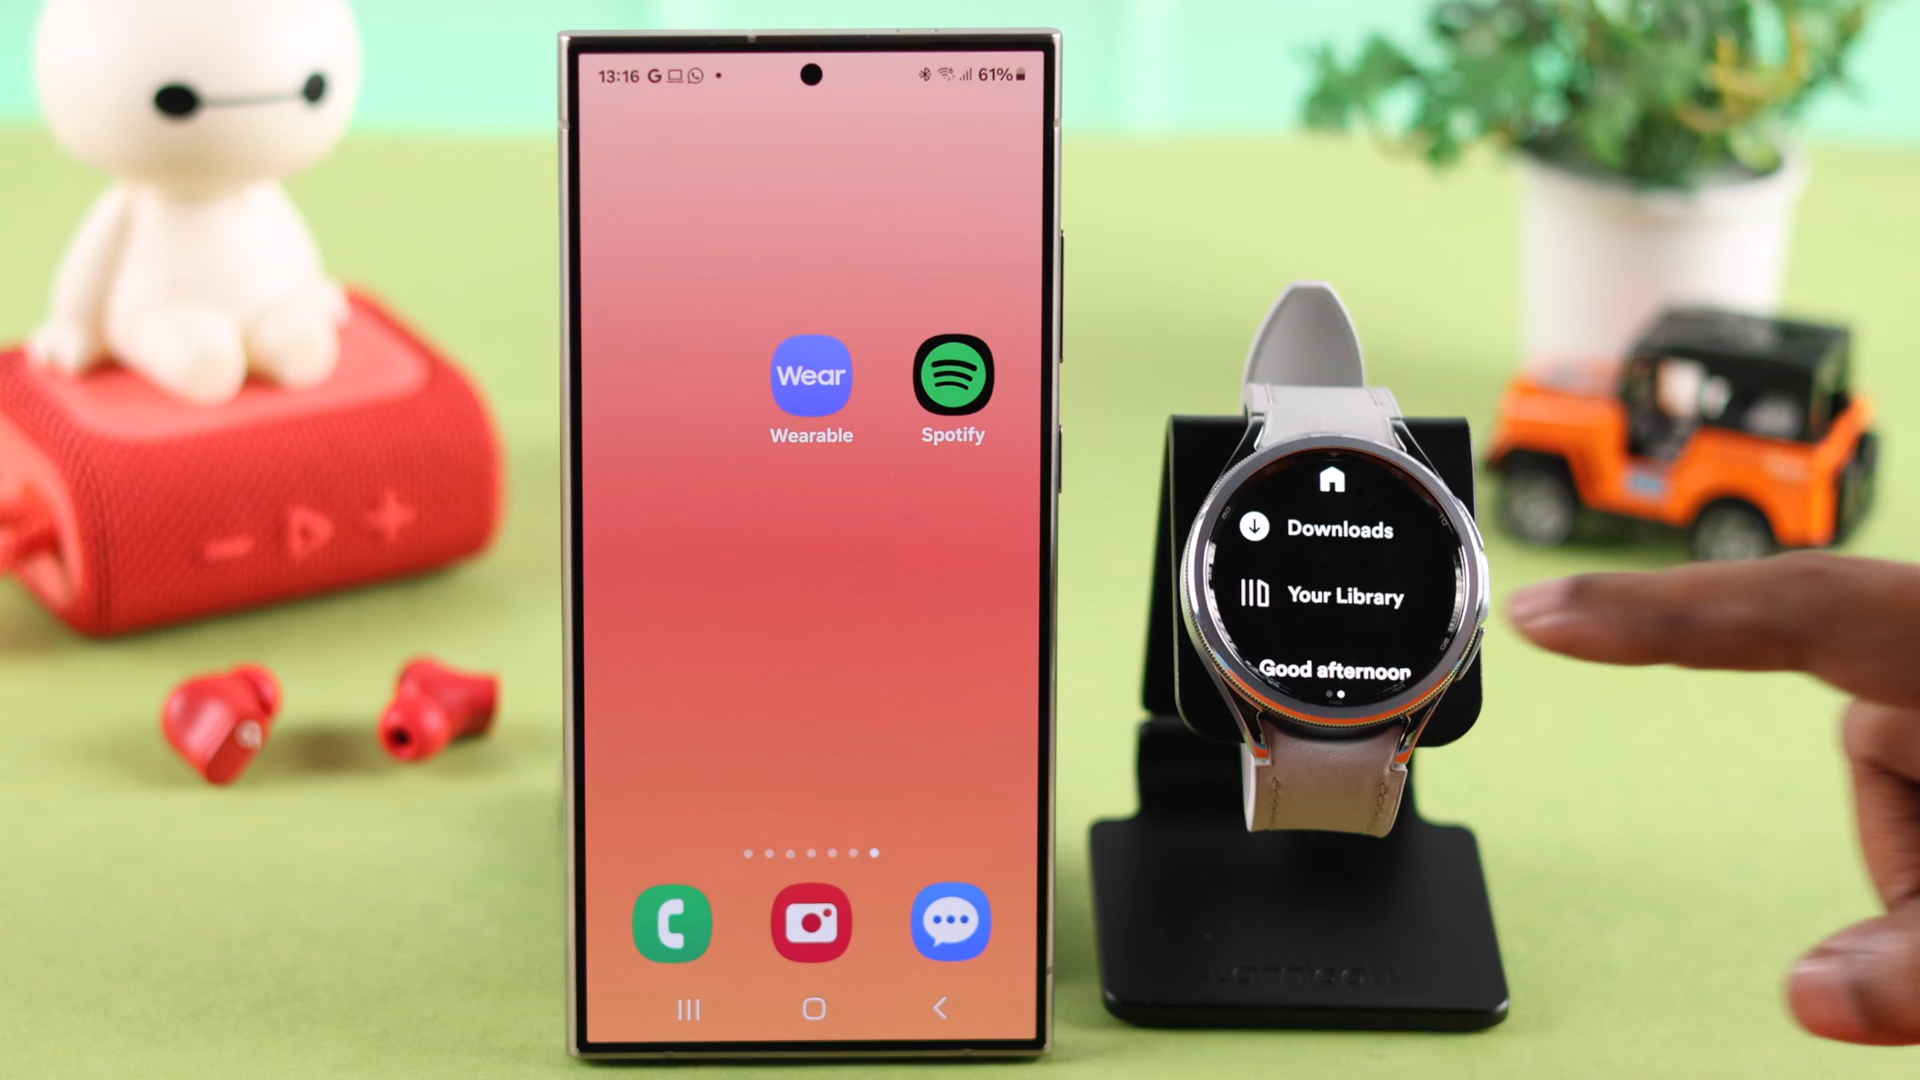 13:16 G
61%
Wear
Wearable
Spotify
Downloads
Your Library
Good afternoon